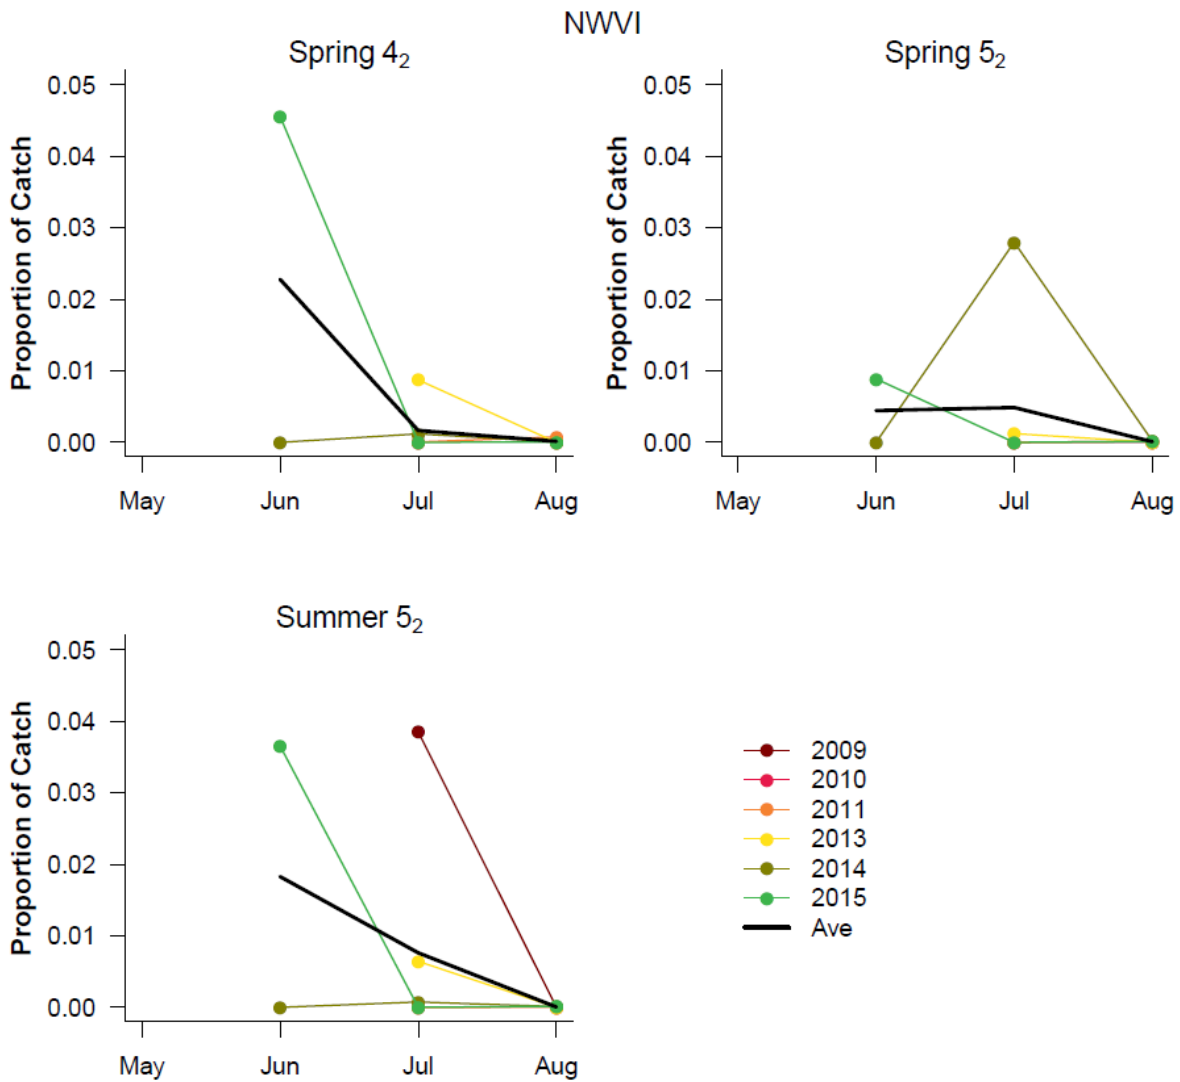 NWVI
Spring 4₂
Proportion of Catch
0.05
0.04
0.03
0.02
0.01
0.00
May Jun Jul Aug
Spring 5₂
Proportion of Catch
0.05
0.04
0.03
0.02
0.01
0.00
May Jun Jul Aug
Summer 5₂
Proportion of Catch
0.05
0.04
0.03
0.02
0.01
0.00
May Jun Jul Aug
2009
2010
2011
2013
2014
2015
Ave